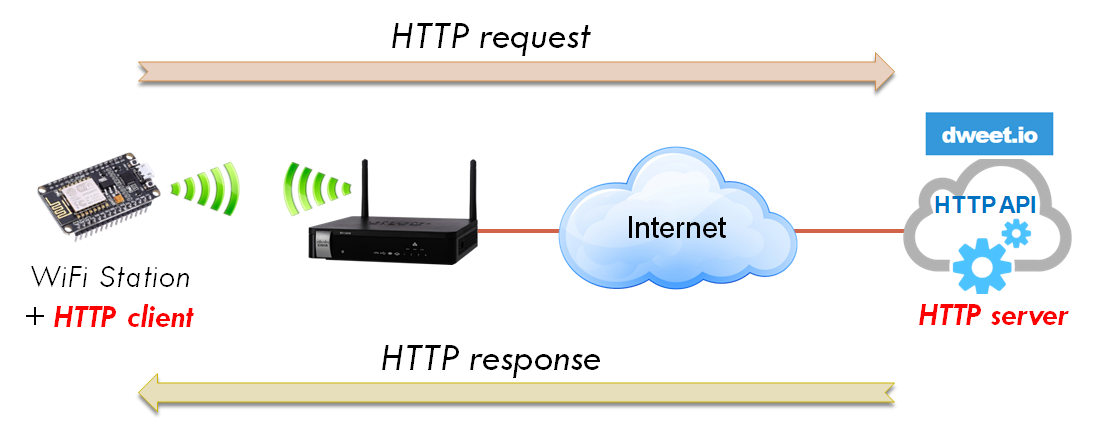 HTTP request
dweet.io
HTTP API
Internet
WiFi Station
+ HTTP client
HTTP server
HTTP response